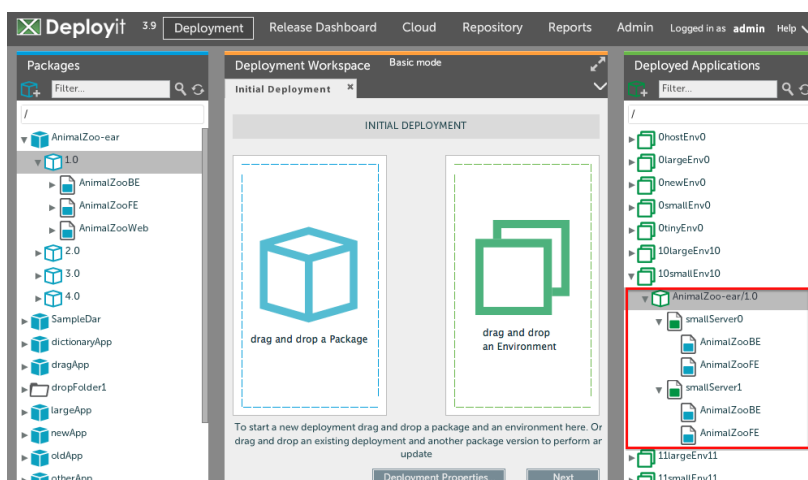 Deployit 3.9 Deployment Release Dashboard Cloud Repository Reports Admin Logged in as admin Help
Packages
Filter...
/
AnimalZoo-ear
1.0
AnimalZooBE
AnimalZooFE
AnimalZooWeb
2.0
3.0
4.0
SampleDar
dictionaryApp
dragApp
dropFolder1
largeApp
newApp
oldApp
otherApp
Deployment Workspace Basic mode
Initial Deployment ×
INITIAL DEPLOYMENT
drag and drop a Package
drag and drop
an Environment
To start a new deployment drag and drop a package and an environment here. Or
drag and drop an existing deployment and another package version to perform an
update
Deployment Properties Next
Deployed Applications
Filter...
/
0hostEnv0
0largeEnv0
0newEnv0
0smallEnv0
0tinyEnv0
10largeEnv10
10smallEnv10
AnimalZoo-ear/1.0
smallServer0
AnimalZooBE
AnimalZooFE
smallServer1
AnimalZooBE
AnimalZooFE
11largeEnv11
11smallEnv11